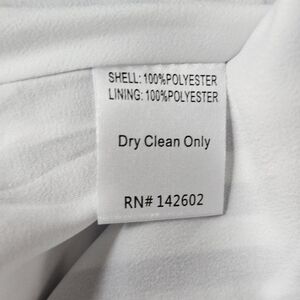 SHELL: 100%POLYESTER
LINING: 100%POLYESTER
Dry Clean Only
RN# 142602